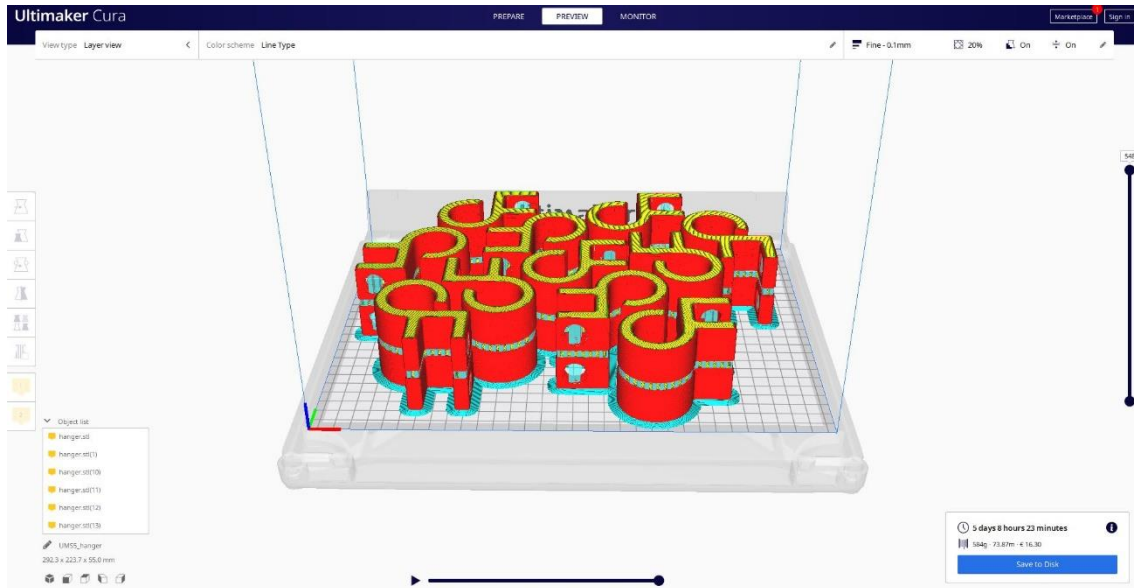 Ultimaker Cura
PREPARE PREVIEW MONITOR
Marketplace 1 Sign in
View type Layer view Color scheme Line Type Fine - 0.1mm 20% On On
Object list
hanger.stl
hanger.stl(1)
hanger.stl(10)
hanger.stl(11)
hanger.stl(12)
hanger.stl(13)
UMS5_hanger
292.3 x 223.7 x 55.0 mm
5 days 8 hours 23 minutes
584g · 73.87m · € 16.30
Save to Disk